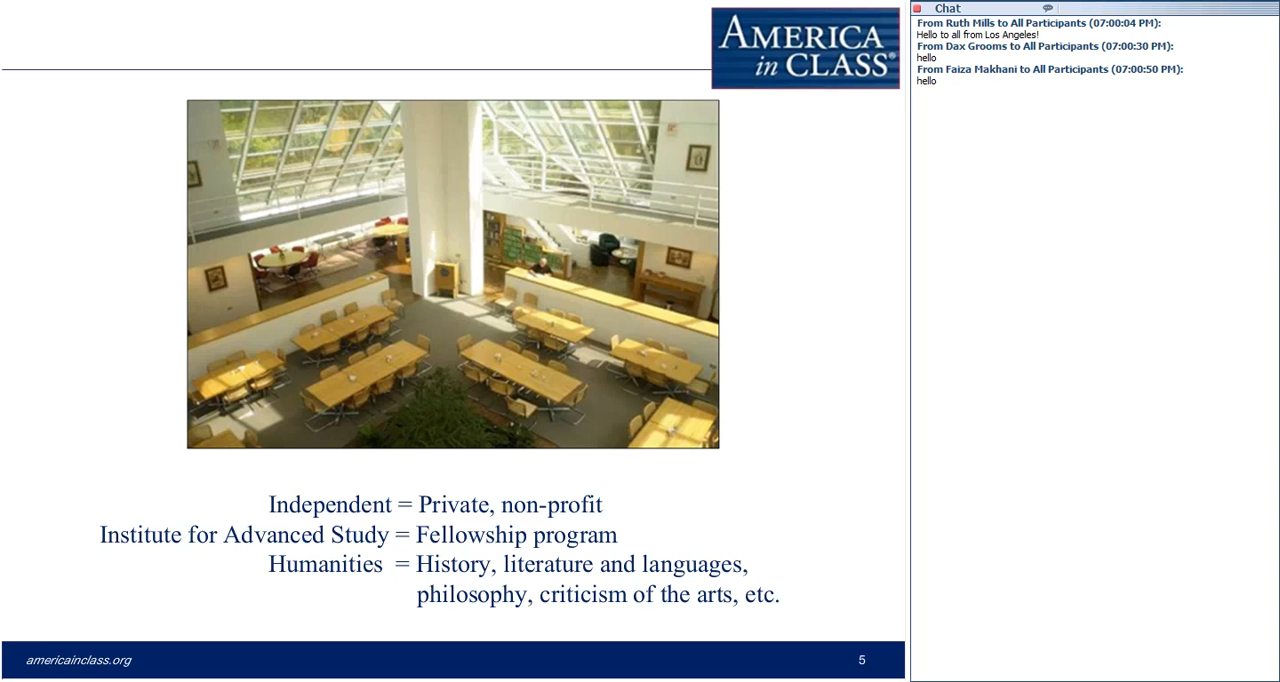 AMERICA
in CLASS®
Independent = Private, non-profit
Institute for Advanced Study = Fellowship program
Humanities = History, literature and languages,
philosophy, criticism of the arts, etc.
americainclass.org
5
Chat
From Ruth Mills to All Participants (07:00:04 PM):
Hello to all from Los Angeles!
From Dax Grooms to All Participants (07:00:30 PM):
hello
From Faiza Makhani to All Participants (07:00:50 PM):
hello